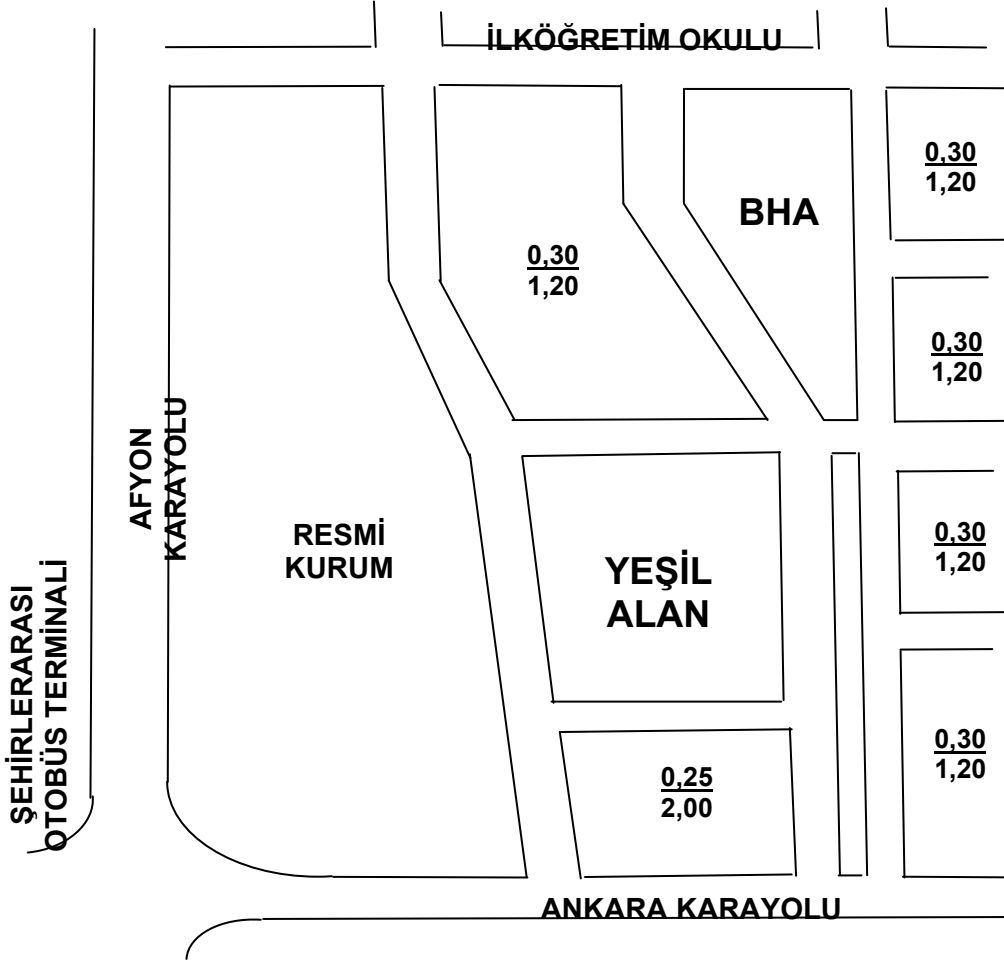 İLKÖĞRETİM OKULU
0,30
1,20
BHA
0,30
1,20
0,30
1,20
AFYON
KARAYOLU
RESMİ
KURUM
YEŞİL
ALAN
0,30
1,20
ŞEHİRLERARASI
OTOBÜS TERMİNALİ
0,25
2,00
0,30
1,20
ANKARA KARAYOLU